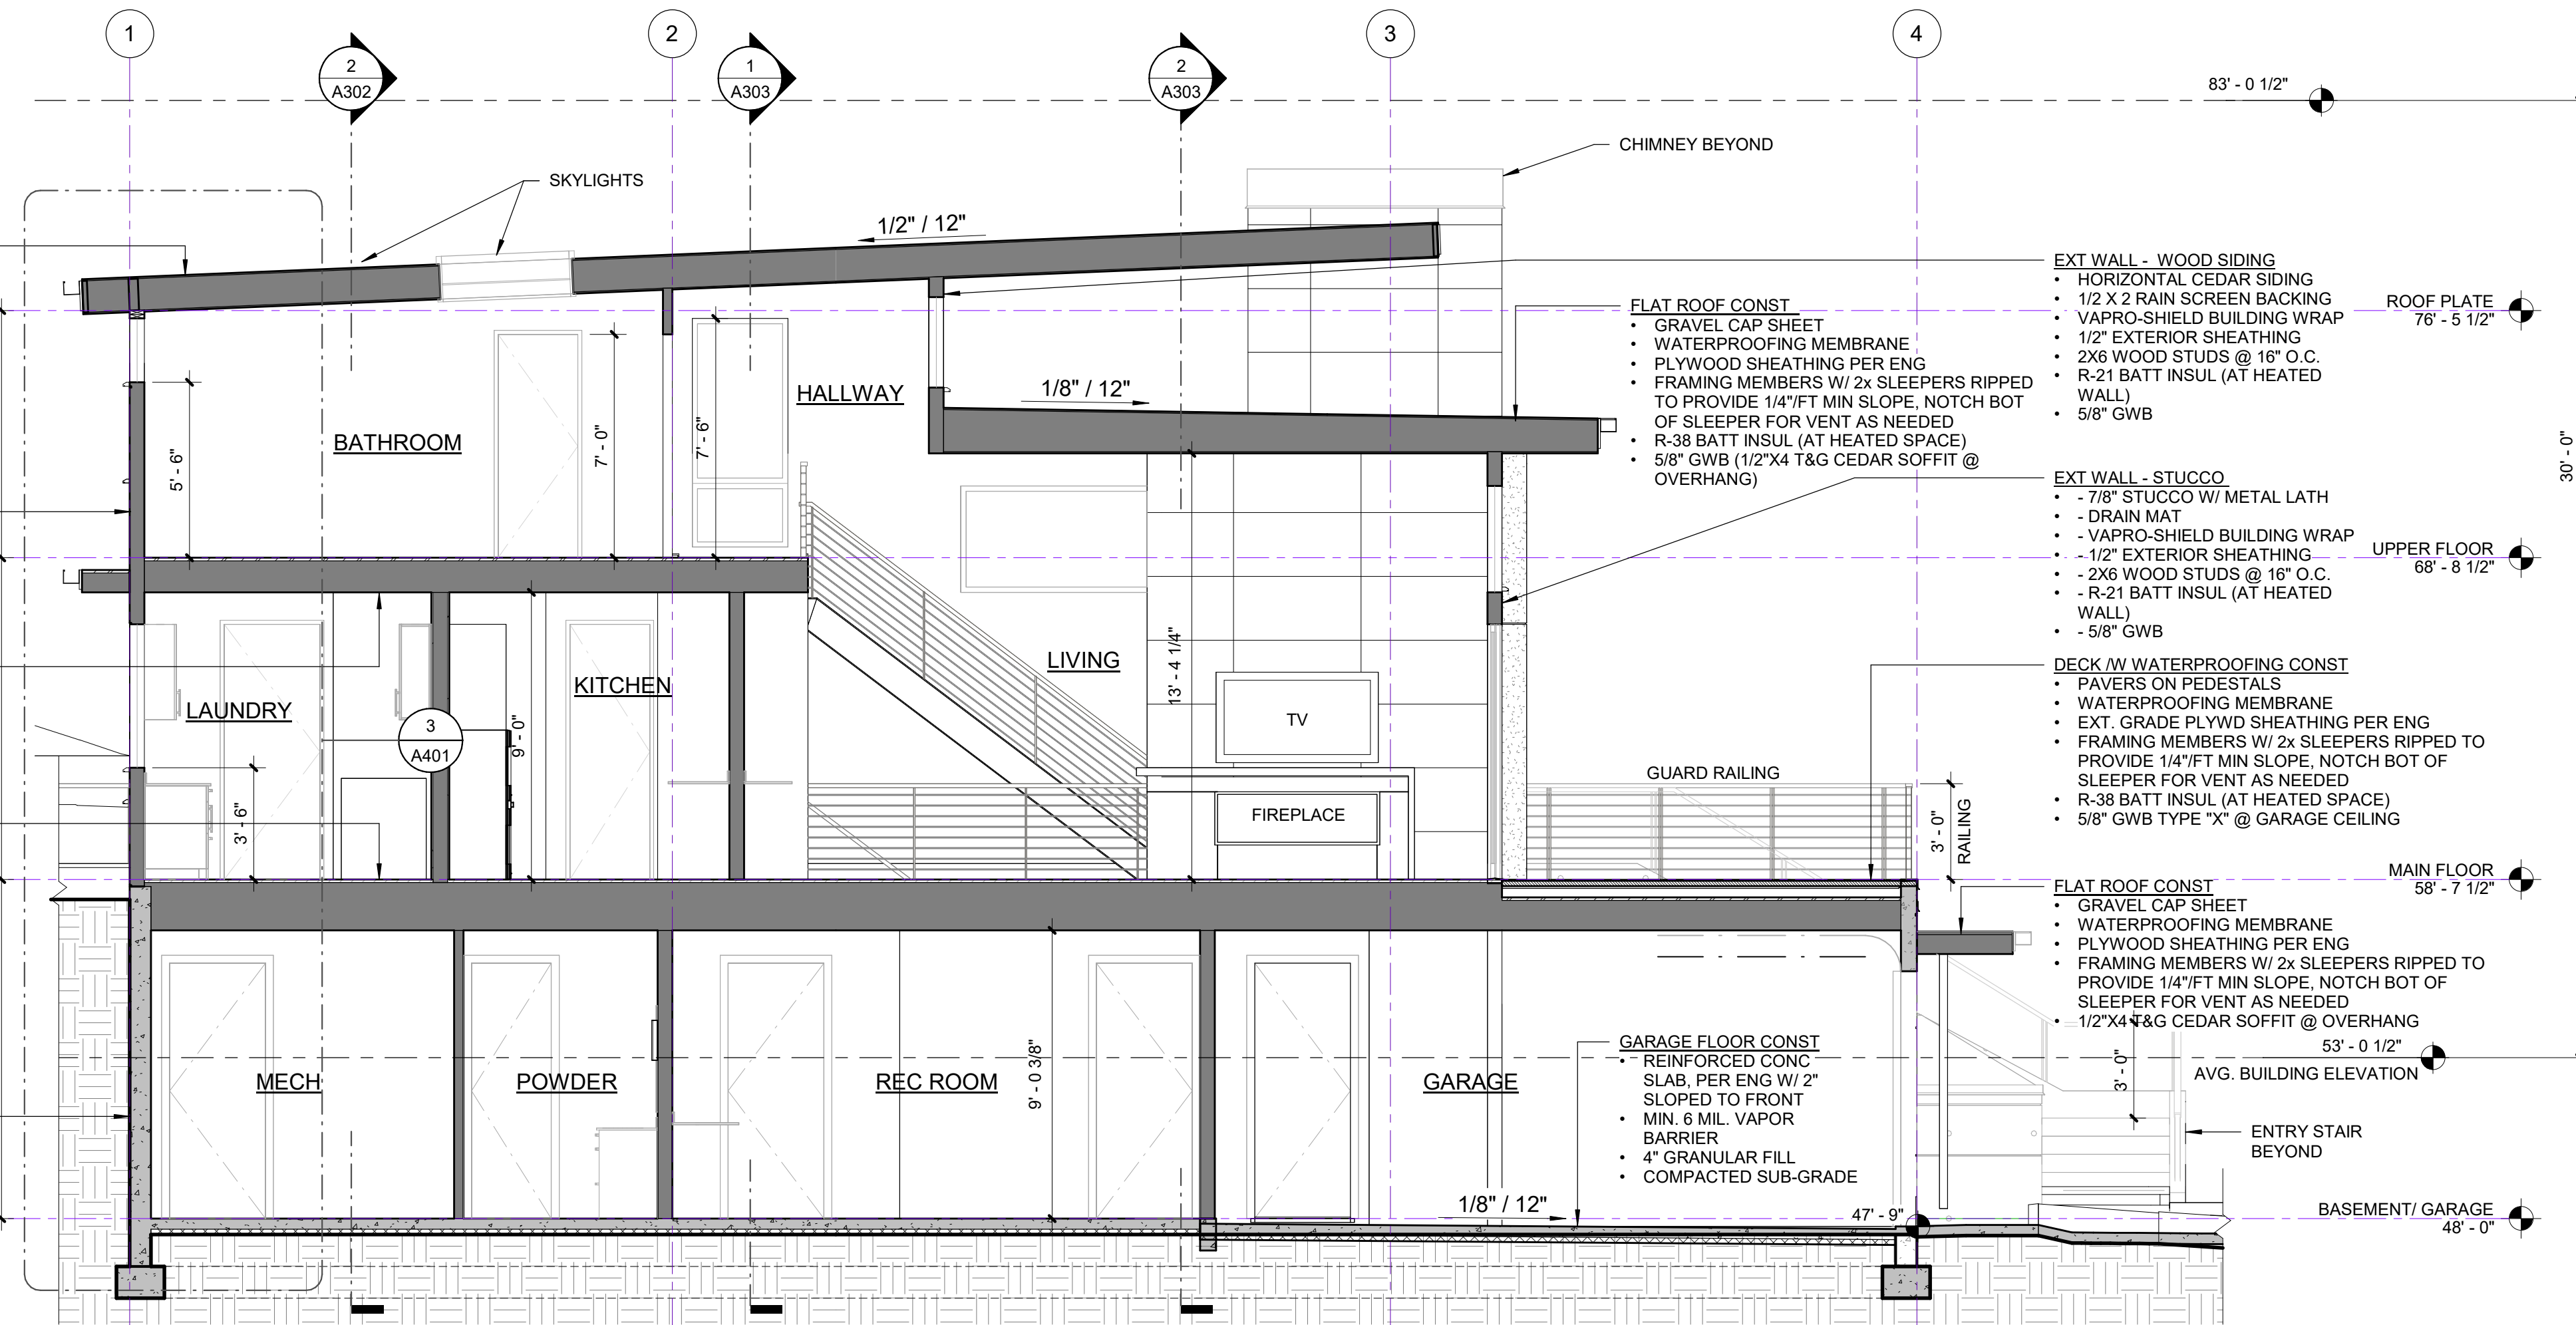 1
2
3
4
2
A302
1
A303
2
A303
83' - 0 1/2"
CHIMNEY BEYOND
SKYLIGHTS
1/2" / 12"
EXT WALL -  WOOD SIDING
• HORIZONTAL CEDAR SIDING
• 1/2 X 2 RAIN SCREEN BACKING
• VAPRO-SHIELD BUILDING WRAP
• 1/2" EXTERIOR SHEATHING
• 2X6 WOOD STUDS @ 16" O.C.
• R-21 BATT INSUL (AT HEATED
WALL)
• 5/8" GWB
ROOF PLATE
76' - 5 1/2"
FLAT ROOF CONST
• GRAVEL CAP SHEET
• WATERPROOFING MEMBRANE
• PLYWOOD SHEATHING PER ENG
• FRAMING MEMBERS W/ 2x SLEEPERS RIPPED
TO PROVIDE 1/4"/FT MIN SLOPE, NOTCH BOT
OF SLEEPER FOR VENT AS NEEDED
• R-38 BATT INSUL (AT HEATED SPACE)
• 5/8" GWB (1/2"X4 T&G CEDAR SOFFIT @
OVERHANG)
1/8" / 12"
HALLWAY
BATHROOM
5' - 6"
7' - 0"
7' - 6"
30' - 0"
EXT WALL - STUCCO
• - 7/8" STUCCO W/ METAL LATH
• - DRAIN MAT
• - VAPRO-SHIELD BUILDING WRAP
• - 1/2" EXTERIOR SHEATHING
• - 2X6 WOOD STUDS @ 16" O.C.
• - R-21 BATT INSUL (AT HEATED
WALL)
• - 5/8" GWB
UPPER FLOOR
68' - 8 1/2"
LIVING
13' - 4 1/4"
KITCHEN
LAUNDRY
3
A401
9' - 0"
3' - 6"
TV
FIREPLACE
DECK /W WATERPROOFING CONST
• PAVERS ON PEDESTALS
• WATERPROOFING MEMBRANE
• EXT. GRADE PLYWD SHEATHING PER ENG
• FRAMING MEMBERS W/ 2x SLEEPERS RIPPED TO
PROVIDE 1/4"/FT MIN SLOPE, NOTCH BOT OF
SLEEPER FOR VENT AS NEEDED
• R-38 BATT INSUL (AT HEATED SPACE)
• 5/8" GWB TYPE "X" @ GARAGE CEILING
GUARD RAILING
3' - 0"
RAILING
MAIN FLOOR
58' - 7 1/2"
FLAT ROOF CONST
• GRAVEL CAP SHEET
• WATERPROOFING MEMBRANE
• PLYWOOD SHEATHING PER ENG
• FRAMING MEMBERS W/ 2x SLEEPERS RIPPED TO
PROVIDE 1/4"/FT MIN SLOPE, NOTCH BOT OF
SLEEPER FOR VENT AS NEEDED
• 1/2"X4 T&G CEDAR SOFFIT @ OVERHANG
53' - 0 1/2"
AVG. BUILDING ELEVATION
3' - 0"
GARAGE FLOOR CONST
• REINFORCED CONC
SLAB, PER ENG W/ 2"
SLOPED TO FRONT
• MIN. 6 MIL. VAPOR
BARRIER
• 4" GRANULAR FILL
• COMPACTED SUB-GRADE
MECH
POWDER
REC ROOM
9' - 0 3/8"
GARAGE
ENTRY STAIR
BEYOND
1/8" / 12"
47' - 9"
BASEMENT/ GARAGE
48' - 0"